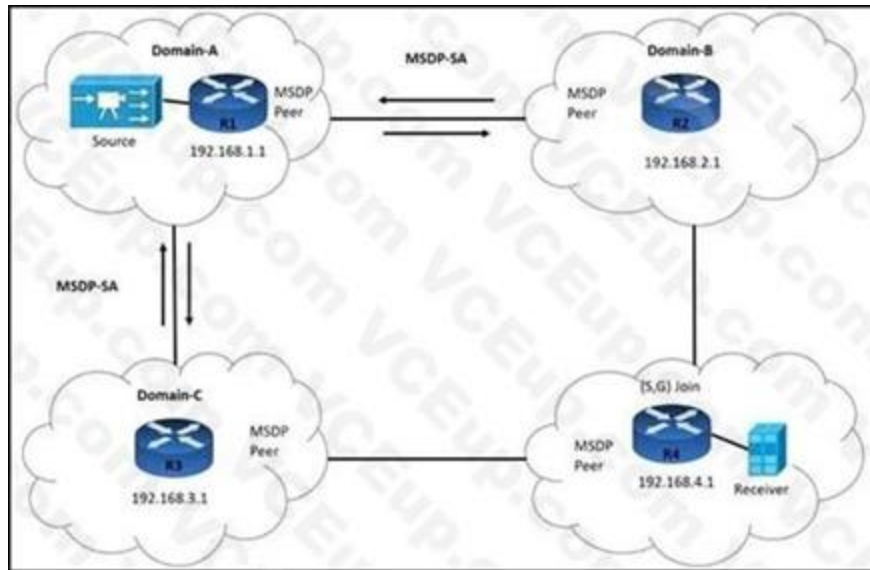 Domain-A
Source
R1
192.168.1.1
MSDP
Peer
MSDP-SA
Domain-B
MSDP
Peer
R2
192.168.2.1
MSDP-SA
Domain-C
R3
192.168.3.1
MSDP
Peer
(S,G) Join
MSDP
Peer
R4
192.168.4.1
Receiver
VCEup.com